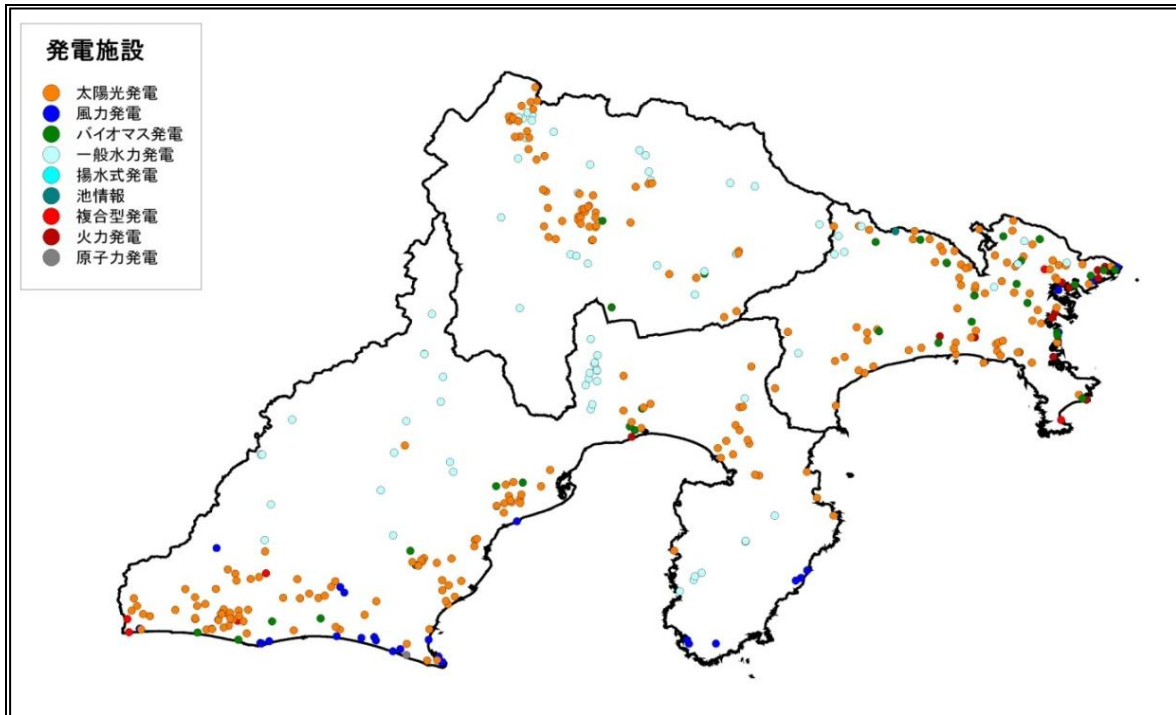 発電施設
太陽光発電
風力発電
バイオマス発電
一般水力発電
揚水式発電
池情報
複合型発電
火力発電
原子力発電